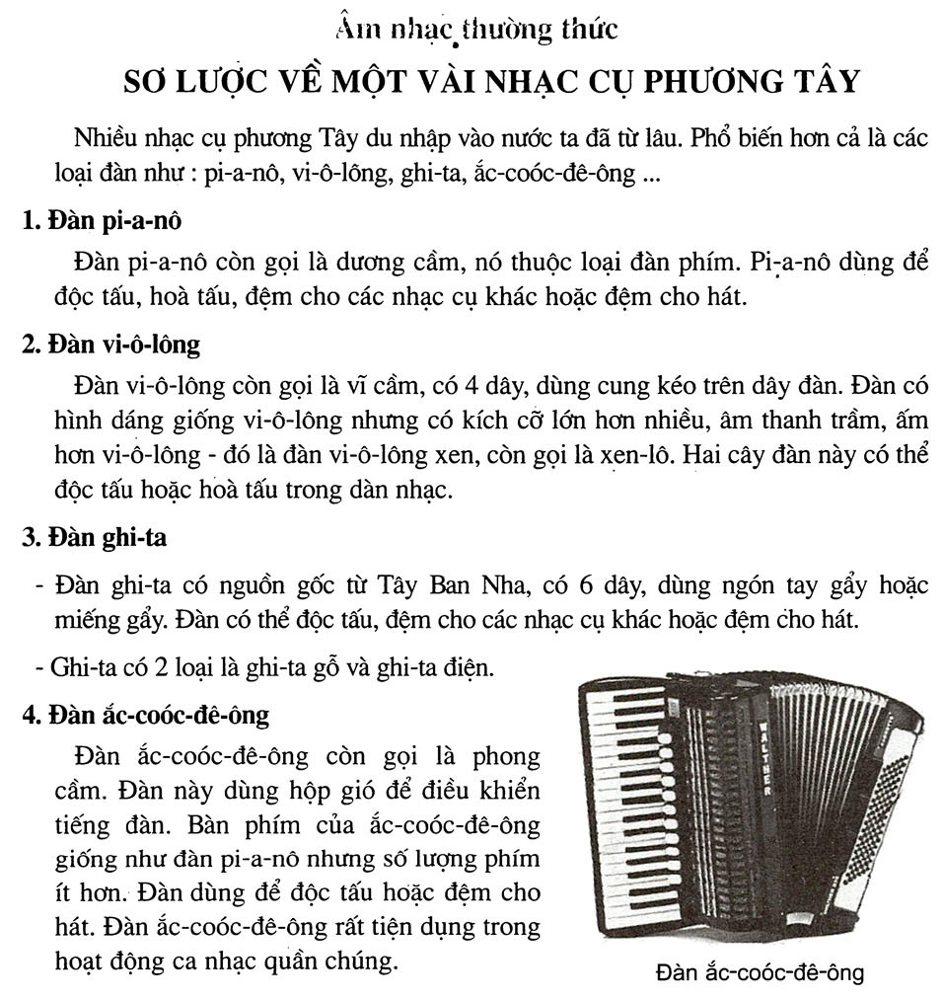 Âm nhạc thường thức
SƠ LƯỢC VỀ MỘT VÀI NHẠC CỤ PHƯƠNG TÂY
Nhiều nhạc cụ phương Tây du nhập vào nước ta đã từ lâu. Phổ biến hơn cả là các
loại đàn như : pi-a-nô, vi-ô-lông, ghi-ta, ắc-coóc-đê-ông ...
1. Đàn pi-a-nô
Đàn pi-a-nô còn gọi là dương cầm, nó thuộc loại đàn phím. Pi-a-nô dùng để
độc tấu, hoà tấu, đệm cho các nhạc cụ khác hoặc đệm cho hát.
2. Đàn vi-ô-lông
Đàn vi-ô-lông còn gọi là vĩ cầm, có 4 dây, dùng cung kéo trên dây đàn. Đàn có
hình dáng giống vi-ô-lông nhưng có kích cỡ lớn hơn nhiều, âm thanh trầm, ấm
hơn vi-ô-lông - đó là đàn vi-ô-lông xen, còn gọi là xen-lô. Hai cây đàn này có thể
độc tấu hoặc hoà tấu trong dàn nhạc.
3. Đàn ghi-ta
- Đàn ghi-ta có nguồn gốc từ Tây Ban Nha, có 6 dây, dùng ngón tay gẩy hoặc
miếng gẩy. Đàn có thể độc tấu, đệm cho các nhạc cụ khác hoặc đệm cho hát.
- Ghi-ta có 2 loại là ghi-ta gỗ và ghi-ta điện.
4. Đàn ắc-coóc-đê-ông
Đàn ắc-coóc-đê-ông còn gọi là phong
cầm. Đàn này dùng hộp gió để điều khiển
tiếng đàn. Bàn phím của ắc-coóc-đê-ông
giống như đàn pi-a-nô nhưng số lượng phím
ít hơn. Đàn dùng để độc tấu hoặc đệm cho
hát. Đàn ắc-coóc-đê-ông rất tiện dụng trong
hoạt động ca nhạc quần chúng.
WALTHER
Đàn ắc-coóc-đê-ông